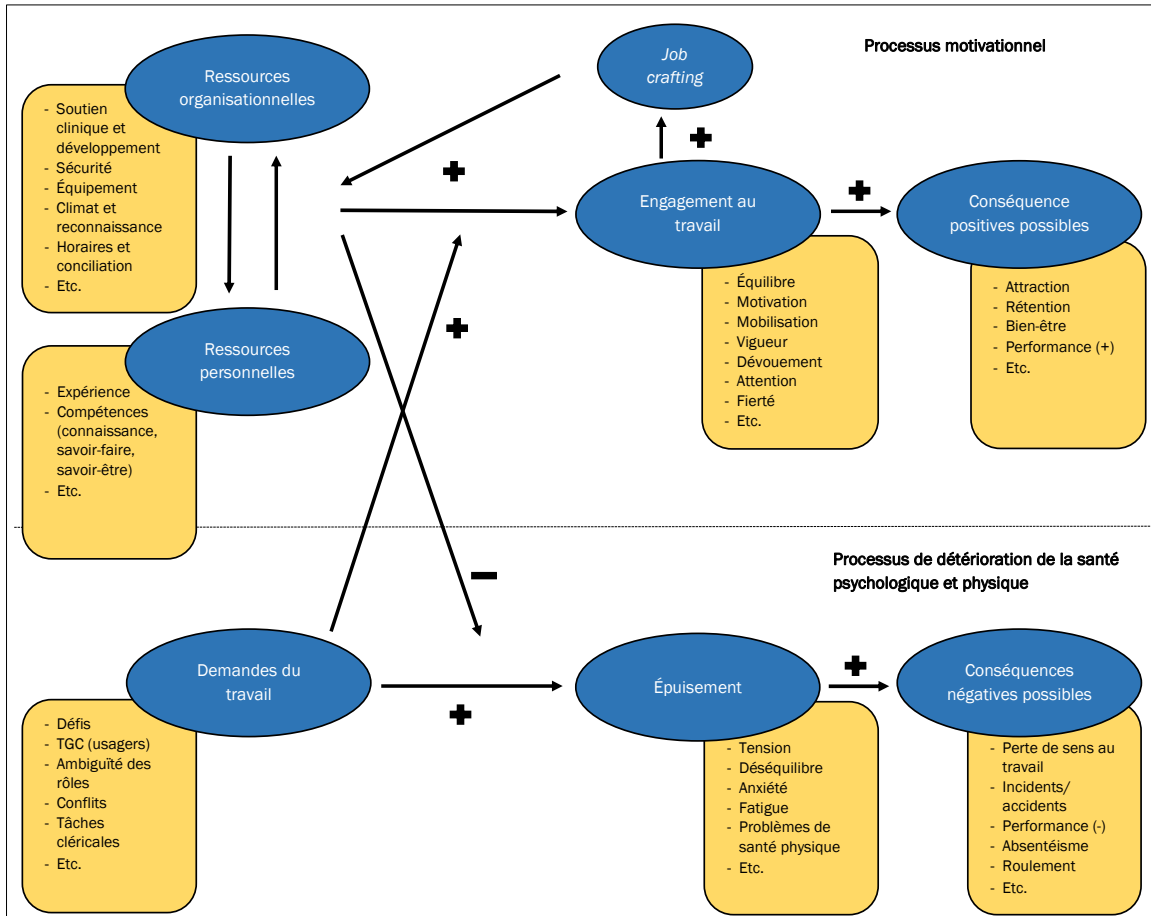 Processus motivationnel
Job
crafting
Ressources
organisationnelles
- Soutien
clinique et
développement
- Sécurité
- Équipement
- Climat et
reconnaissance
- Horaires et
conciliation
- Etc.
+
+
Engagement au
travail
+
Conséquence
positives possibles
- Équilibre
- Motivation
- Mobilisation
- Vigueur
- Dévouement
- Attention
- Fierté
- Etc.
- Attraction
- Rétention
- Bien-être
- Performance (+)
- Etc.
Ressources
personnelles
- Expérience
- Compétences
(connaissance,
savoir-faire,
savoir-être)
- Etc.
+
−
Processus de détérioration de la santé
psychologique et physique
Demandes du
travail
- Défis
- TGC (usagers)
- Ambiguïté des
rôles
- Conflits
- Tâches
cléricales
- Etc.
+
Épuisement
- Tension
- Déséquilibre
- Anxiété
- Fatigue
- Problèmes de
santé physique
- Etc.
+
Conséquences
négatives possibles
- Perte de sens au
travail
- Incidents/
accidents
- Performance (-)
- Absentéisme
- Roulement
- Etc.